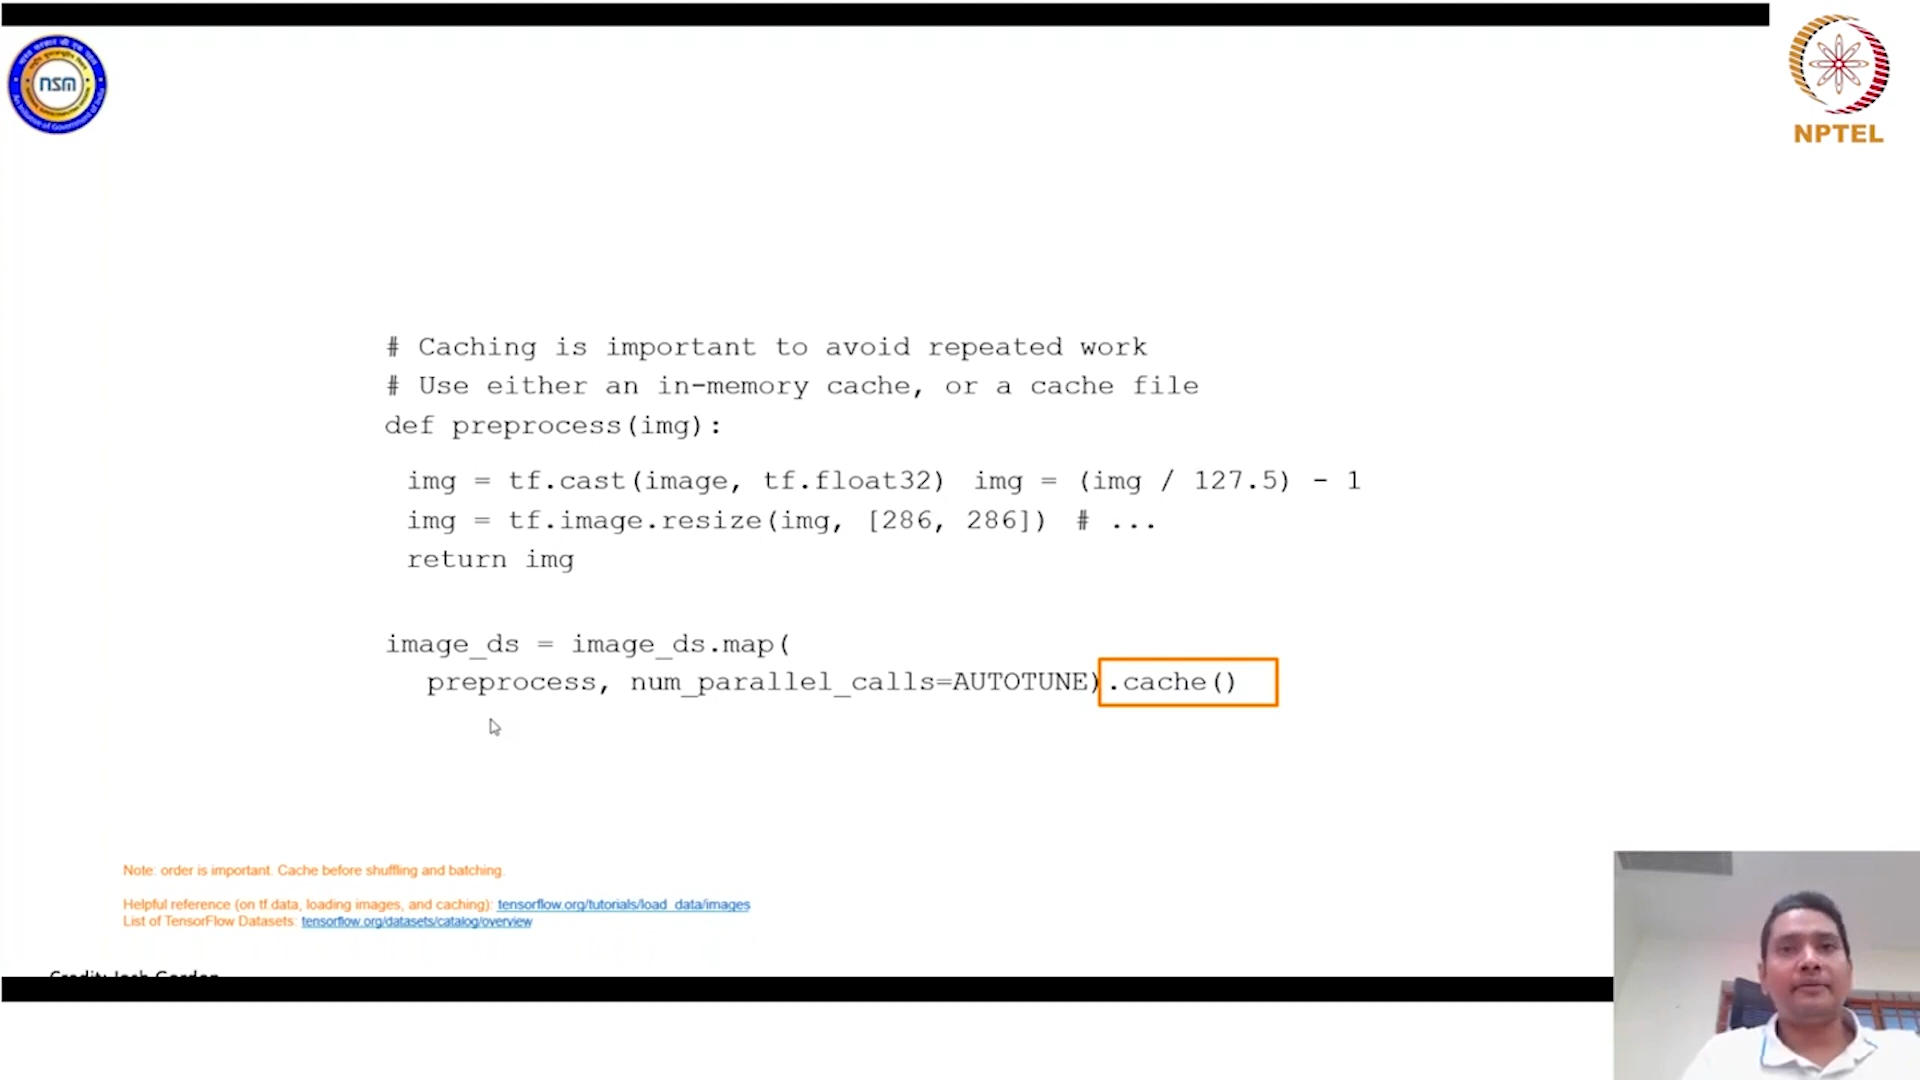 nsm
NPTEL
# Caching is important to avoid repeated work
# Use either an in-memory cache, or a cache file
def preprocess(img):
img = tf.cast(image, tf.float32) img = (img / 127.5) - 1
img = tf.image.resize(img, [286, 286]) # ...
return img
image_ds = image_ds.map(
preprocess, num_parallel_calls=AUTOTUNE).cache()
Note: order is important. Cache before shuffling and batching.
Helpful reference (on tf data, loading images, and caching): tensorflow.org/tutorials/load_data/images
List of TensorFlow Datasets: tensorflow.org/datasets/catalog/overview
Credit: Josh Gordon